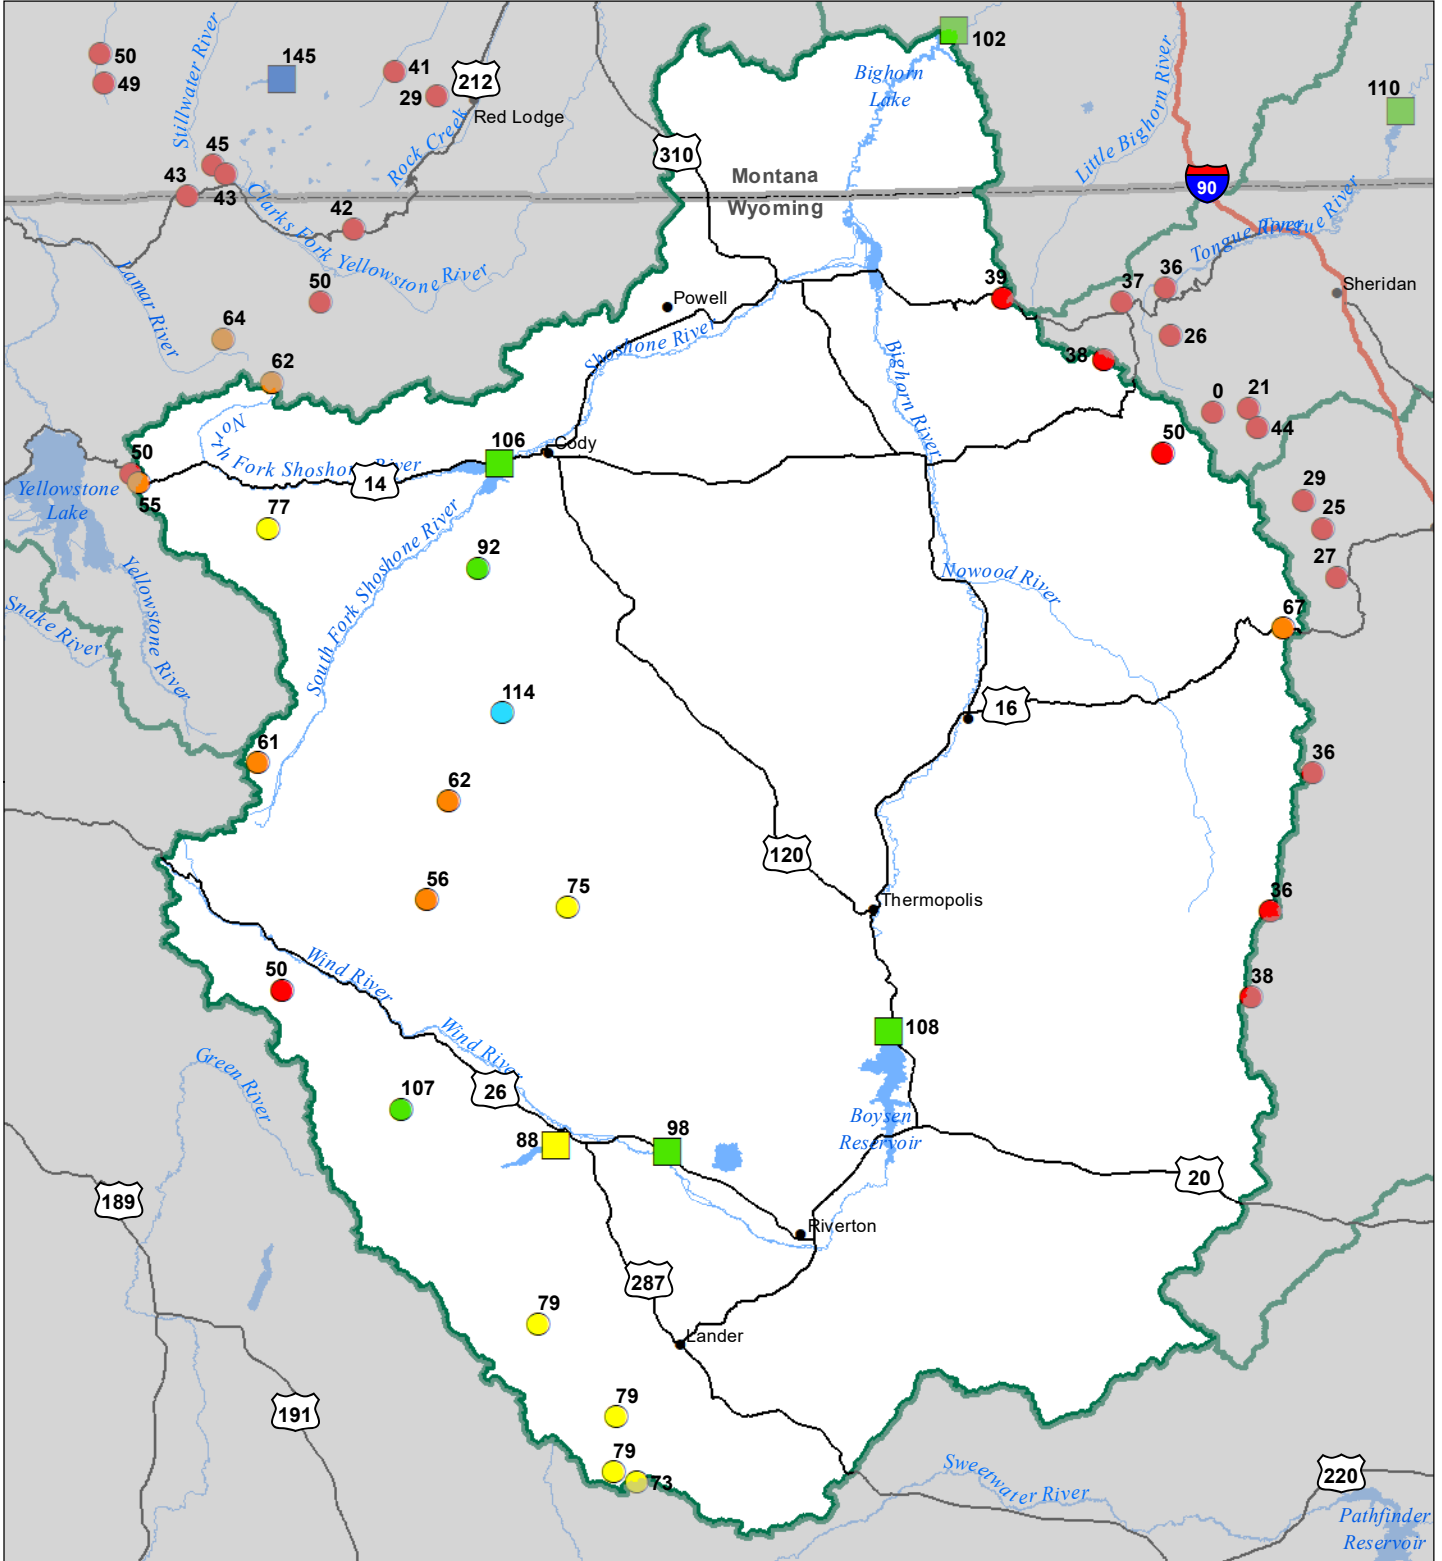 50
49
145
41
29
212
Red Lodge
Stillwater River
Rock Creek
102
Bighorn
Lake
310
Little Bighorn River
110
45
43
43
42
Montana
Wyoming
90
Clarks Fork Yellowstone River
Tongue River
Tongue River
Lamar River
50
64
62
Powell
Shoshone River
39
37
36
Sheridan
26
38
Bighorn River
0
21
44
50
50
55
North Fork Shoshone River
14
106
Cody
Yellowstone
Lake
77
92
South Fork Shoshone River
29
25
27
Nowood River
67
Yellowstone River
Snake River
114
16
61
62
36
120
56
75
Thermopolis
36
50
Wind River
38
Wind River
108
Green River
107
26
88
98
Boysen
Reservoir
20
189
Riverton
287
79
Lander
191
79
79
73
Sweetwater River
220
Pathfinder
Reservoir